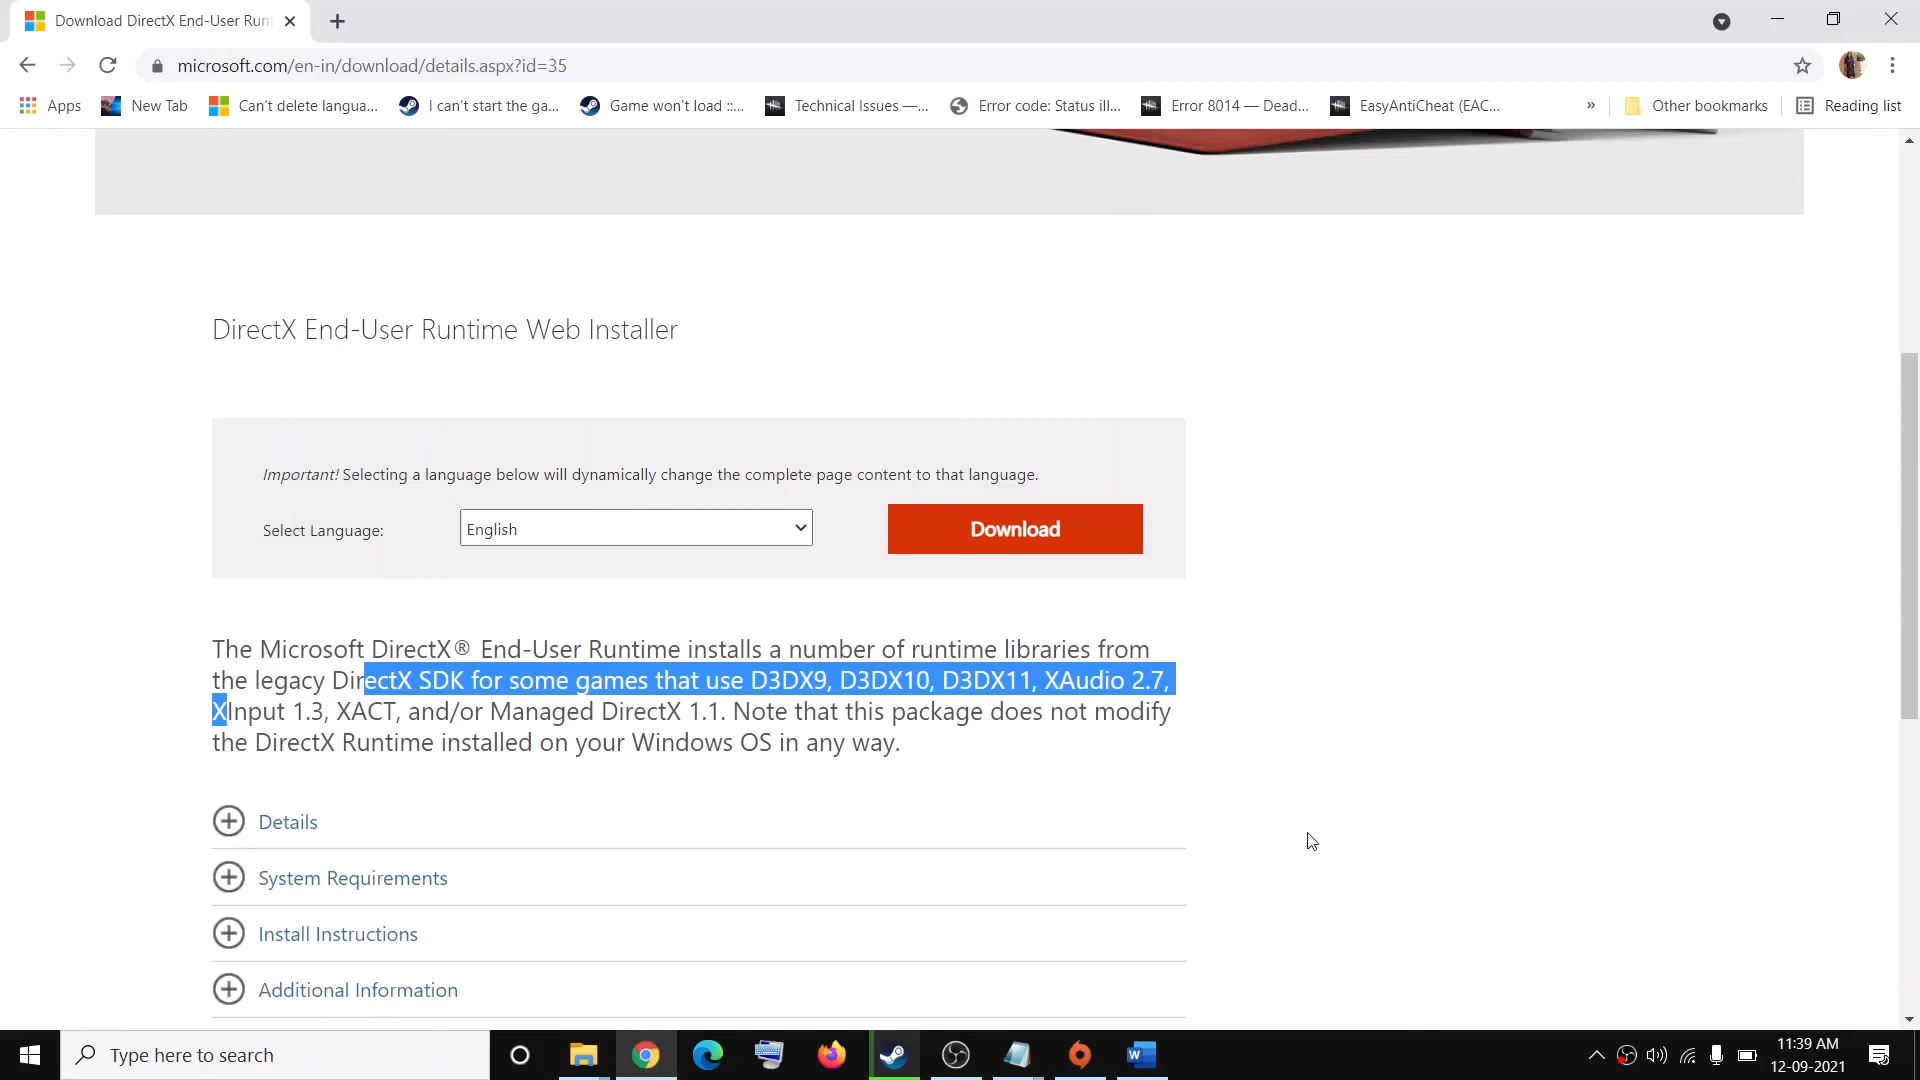 Download DirectX End-User Runt
microsoft.com/en-in/download/details.aspx?id=35
Apps New Tab Can't delete langua... I can't start the ga... Game won't load ::... Technical Issues —... Error code: Status ill... Error 8014 — Dead... EasyAntiCheat (EAC... » Other bookmarks Reading list
DirectX End-User Runtime Web Installer
Important! Selecting a language below will dynamically change the complete page content to that language.
Select Language: English Download
The Microsoft DirectX® End-User Runtime installs a number of runtime libraries from
the legacy DirectX SDK for some games that use D3DX9, D3DX10, D3DX11, XAudio 2.7,
XInput 1.3, XACT, and/or Managed DirectX 1.1. Note that this package does not modify
the DirectX Runtime installed on your Windows OS in any way.
Details
System Requirements
Install Instructions
Additional Information
Type here to search
11:39 AM
12-09-2021